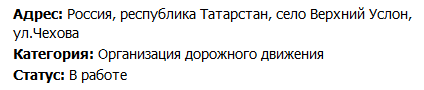 Адрес: Россия, республика Татарстан, село Верхний Услон,
ул.Чехова
Категория: Организация дорожного движения
Статус: В работе